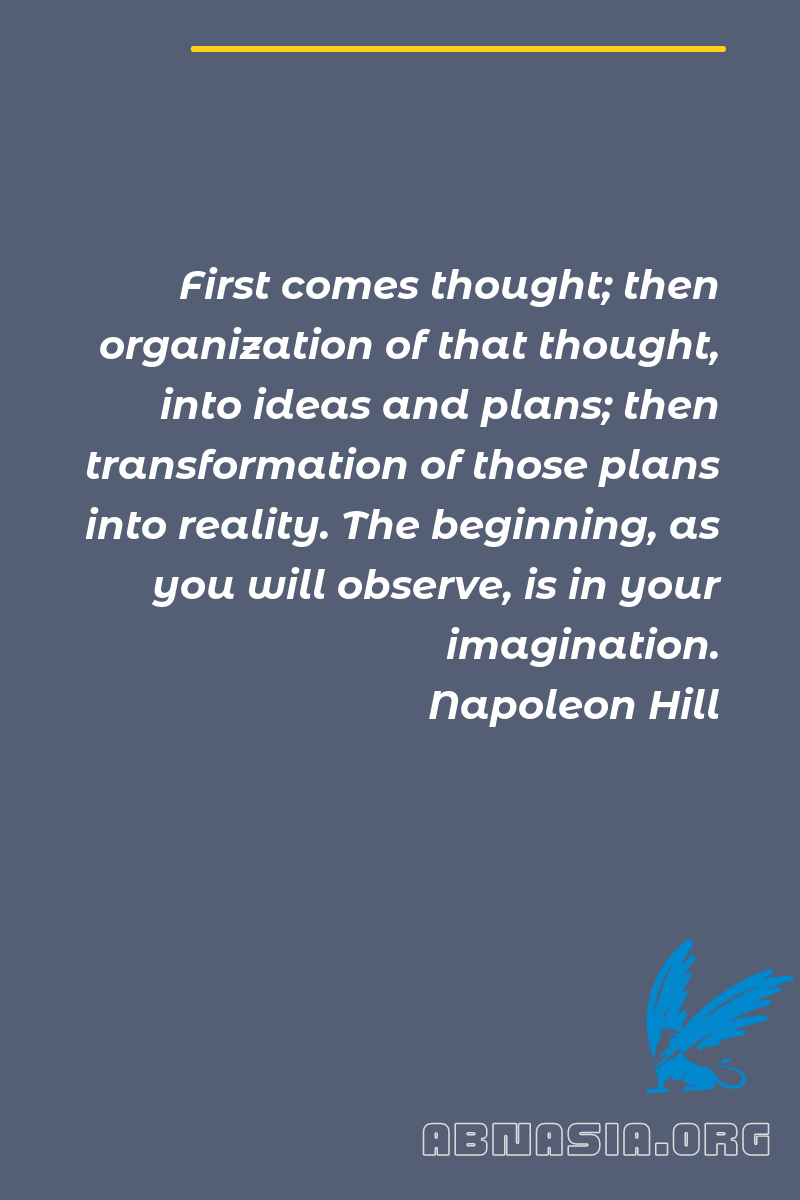 First comes thought; then
organization of that thought,
into ideas and plans; then
transformation of those plans
into reality. The beginning, as
you will observe, is in your
imagination.
Napoleon Hill
ABNASIA.ORG